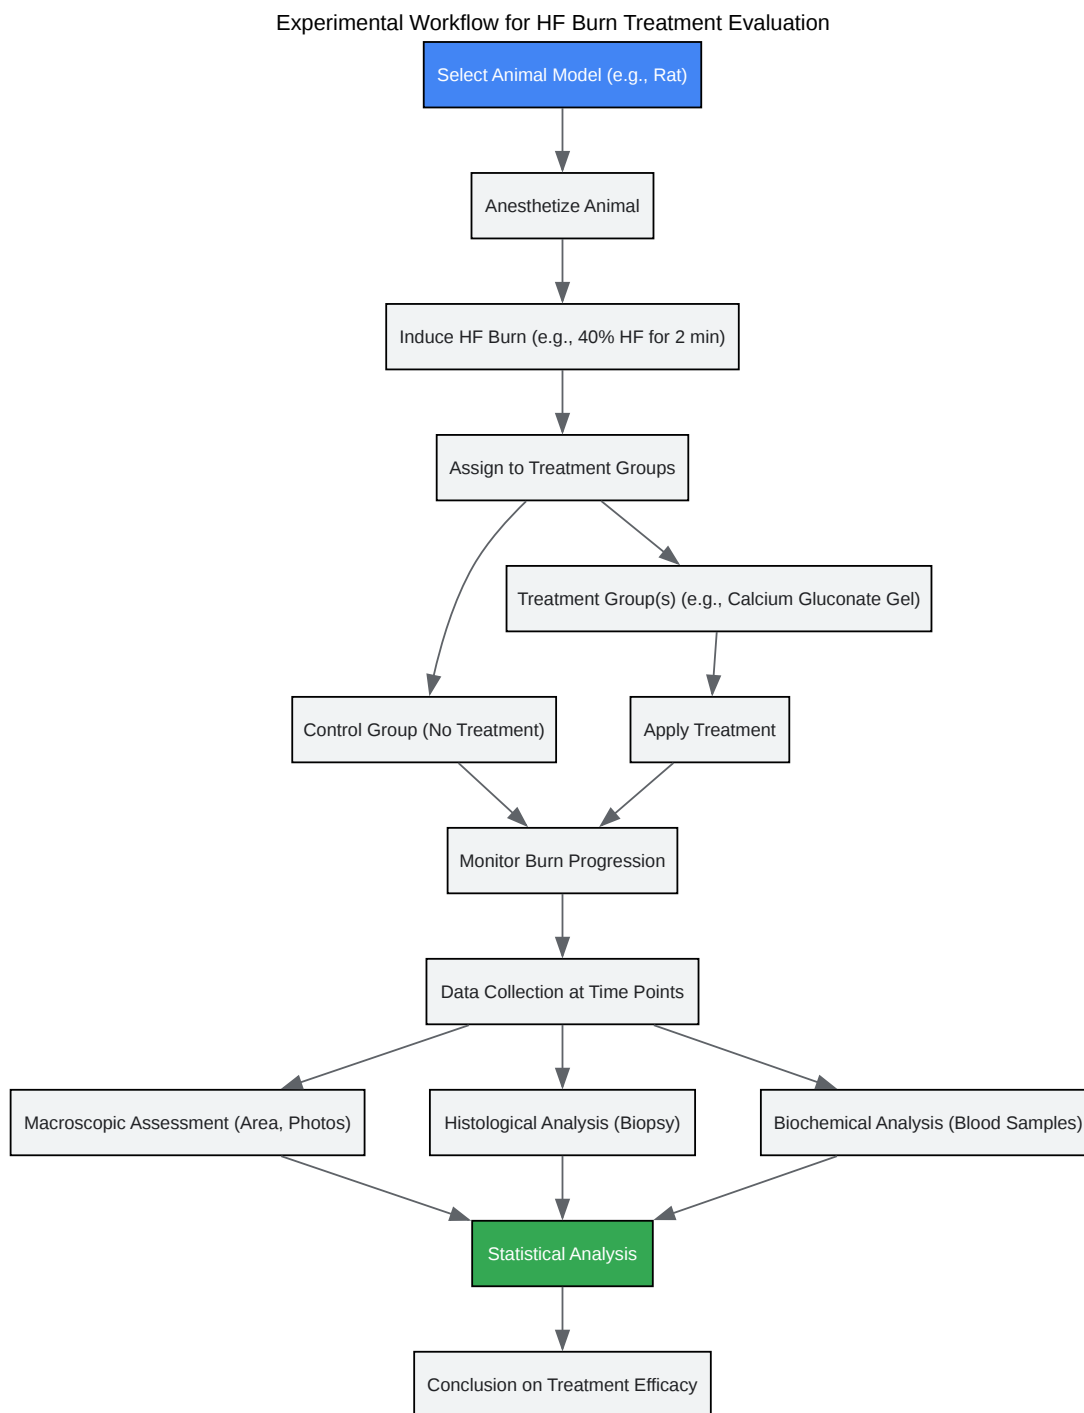 Experimental Workflow for HF Burn Treatment Evaluation
Select Animal Model (e.g., Rat)
Anesthetize Animal
Induce HF Burn (e.g., 40% HF for 2 min)
Assign to Treatment Groups
Treatment Group(s) (e.g., Calcium Gluconate Gel)
Control Group (No Treatment)
Apply Treatment
Monitor Burn Progression
Data Collection at Time Points
Macroscopic Assessment (Area, Photos)
Histological Analysis (Biopsy)
Biochemical Analysis (Blood Samples)
Statistical Analysis
Conclusion on Treatment Efficacy